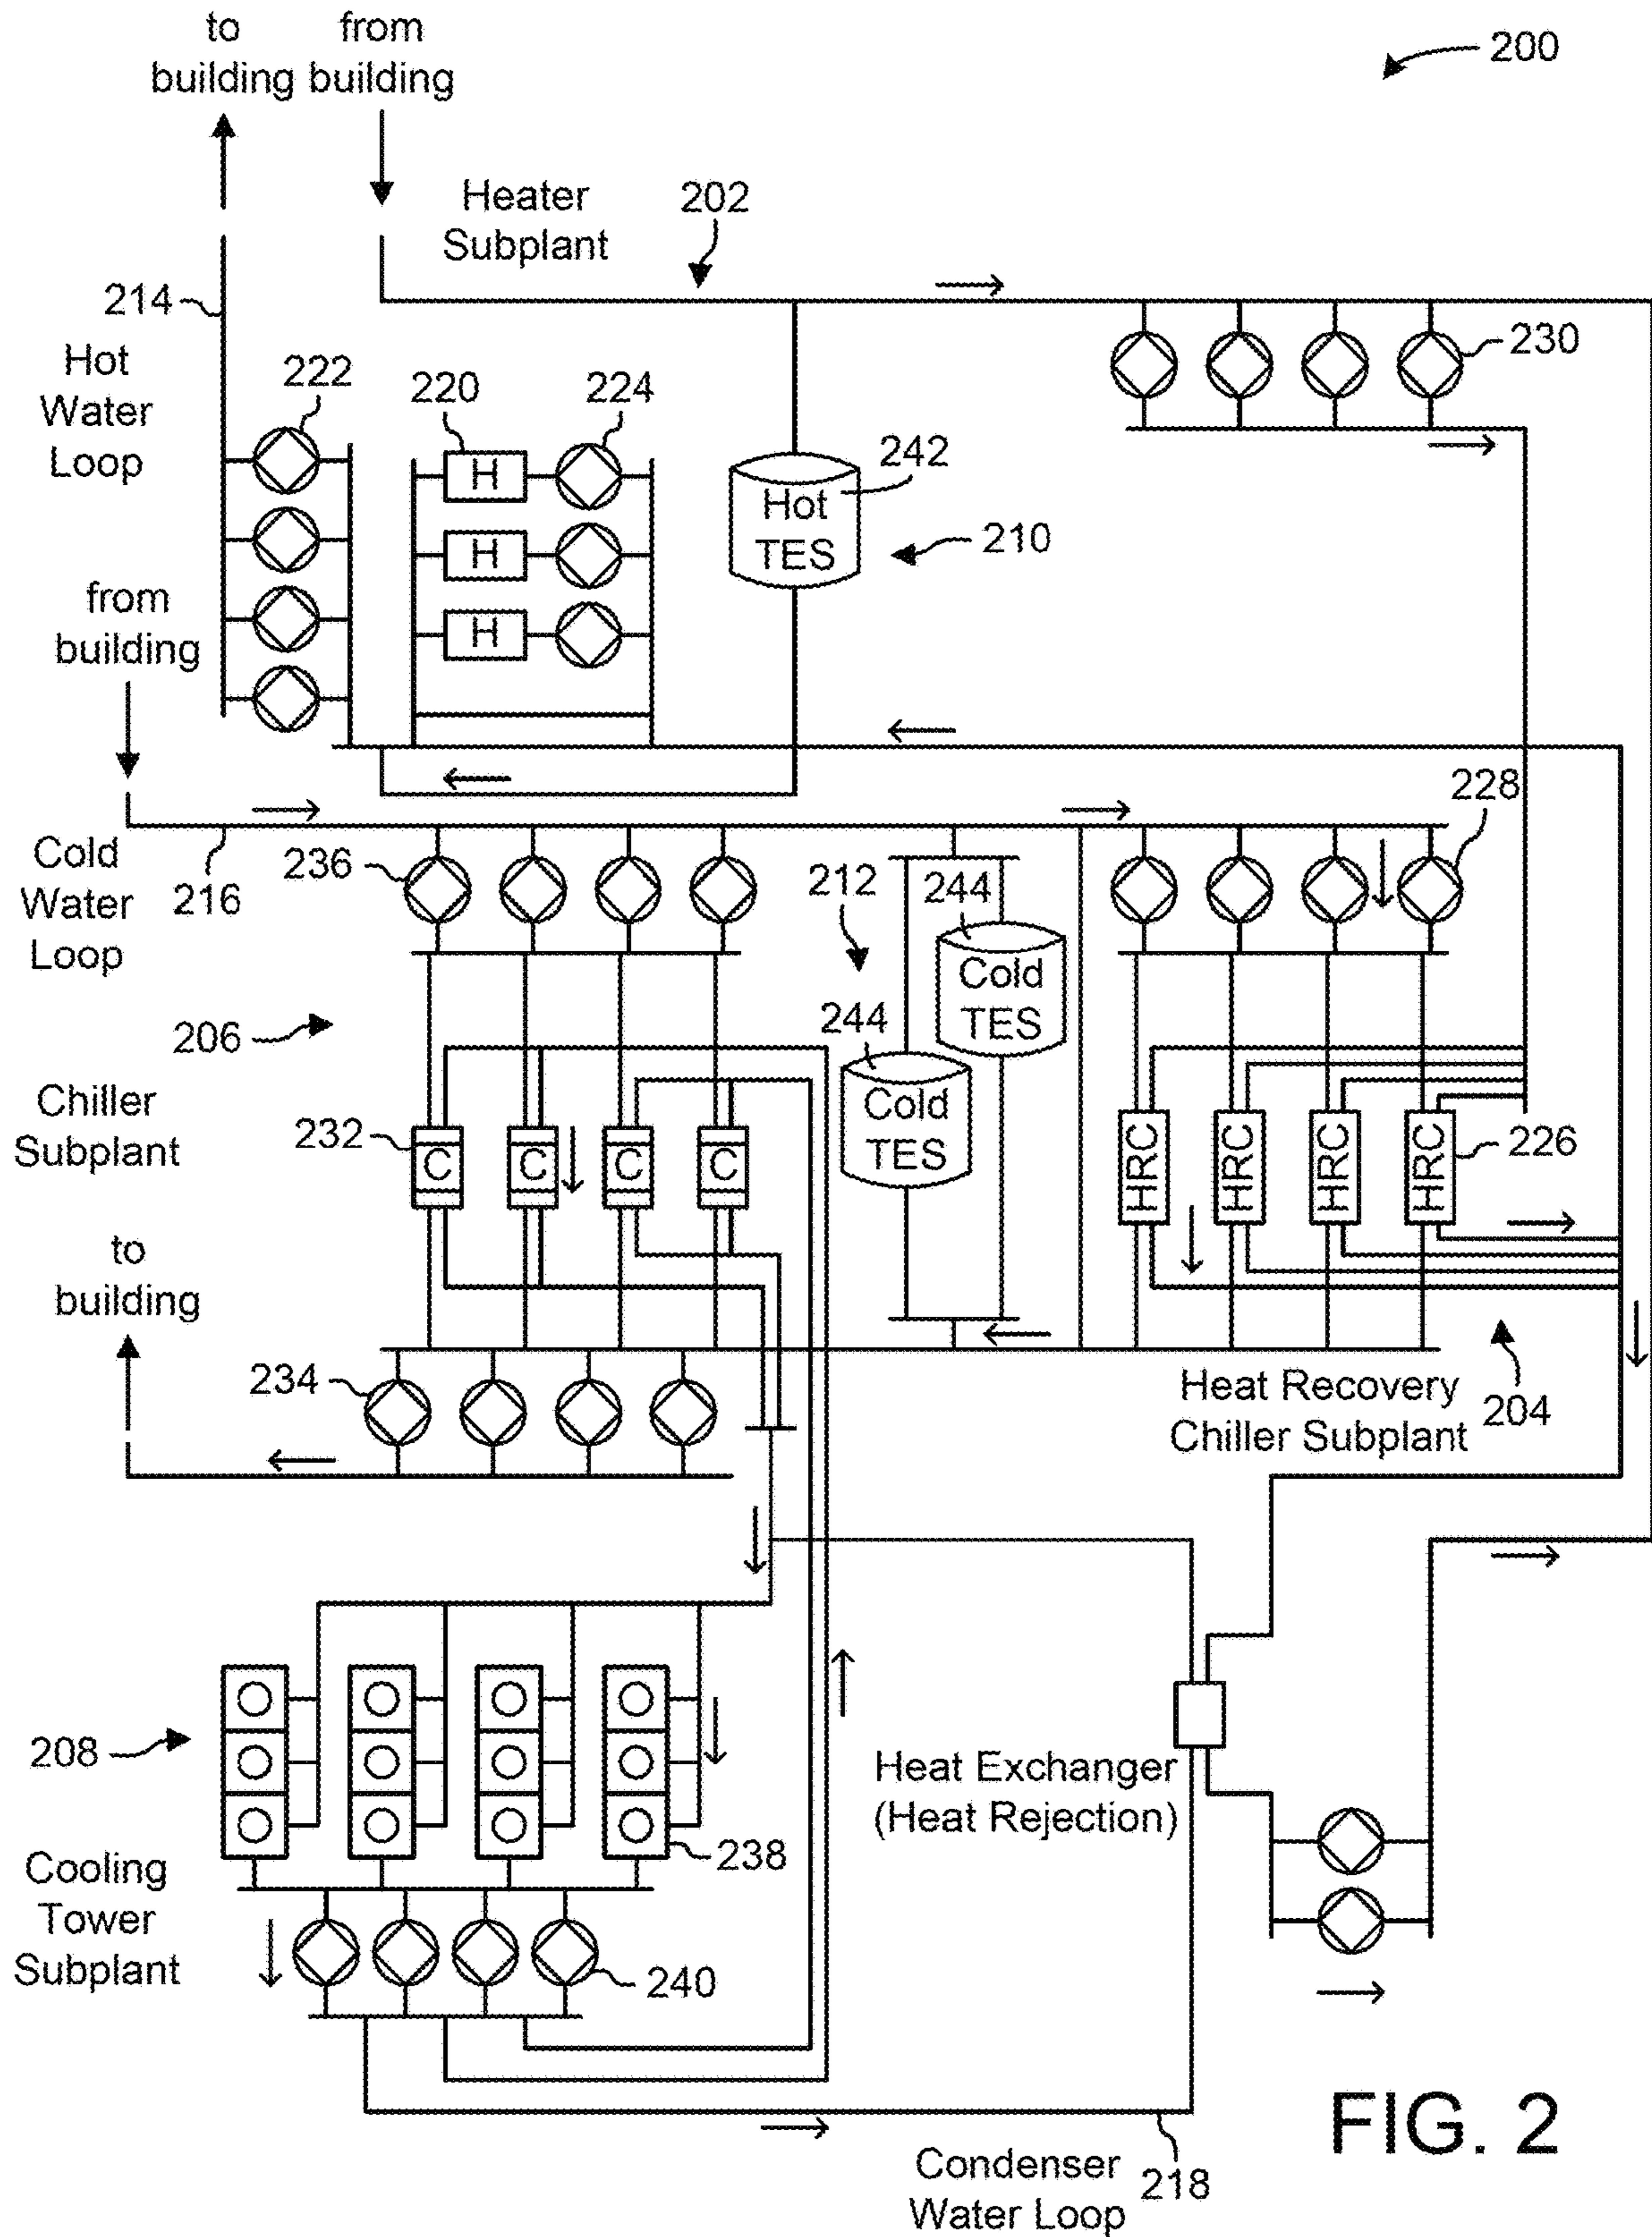 to
building
from
building
200
Heater
Subplant
202
214
Hot
Water
Loop
222
220
224
230
H
H
H
Hot
TES
242
210
from
building
228
Cold
Water
Loop
216
236
212
244
Cold
TES
244
Cold
TES
206
Chiller
Subplant
232
C
C
C
C
HRC
HRC
HRC
HRC
226
to
building
234
Heat Recovery
Chiller Subplant
204
208
Heat Exchanger
(Heat Rejection)
238
Cooling
Tower
Subplant
240
Condenser
Water Loop
218
FIG. 2